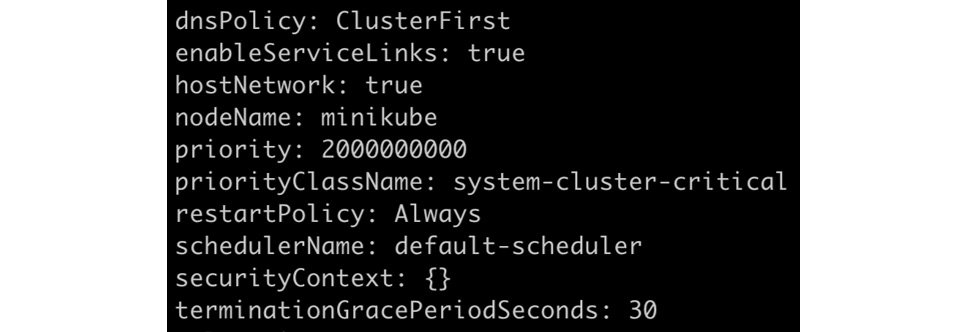 dnsPolicy: ClusterFirst
enableServiceLinks: true
hostNetwork: true
nodeName: minikube
priority: 2000000000
priorityClassName: system-cluster-critical
restartPolicy: Always
schedulerName: default-scheduler
securityContext: {}
terminationGracePeriodSeconds: 30